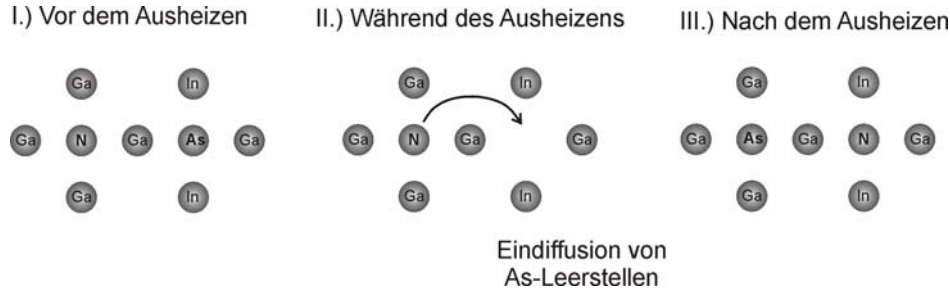 I.) Vor dem Ausheizen
II.) Während des Ausheizens
III.) Nach dem Ausheizen
Ga In
Ga N Ga As Ga
Ga In
Ga In
Ga N Ga Ga
Ga In
Eindiffusion von
As-Leerstellen
Ga In
Ga As Ga N Ga
Ga In